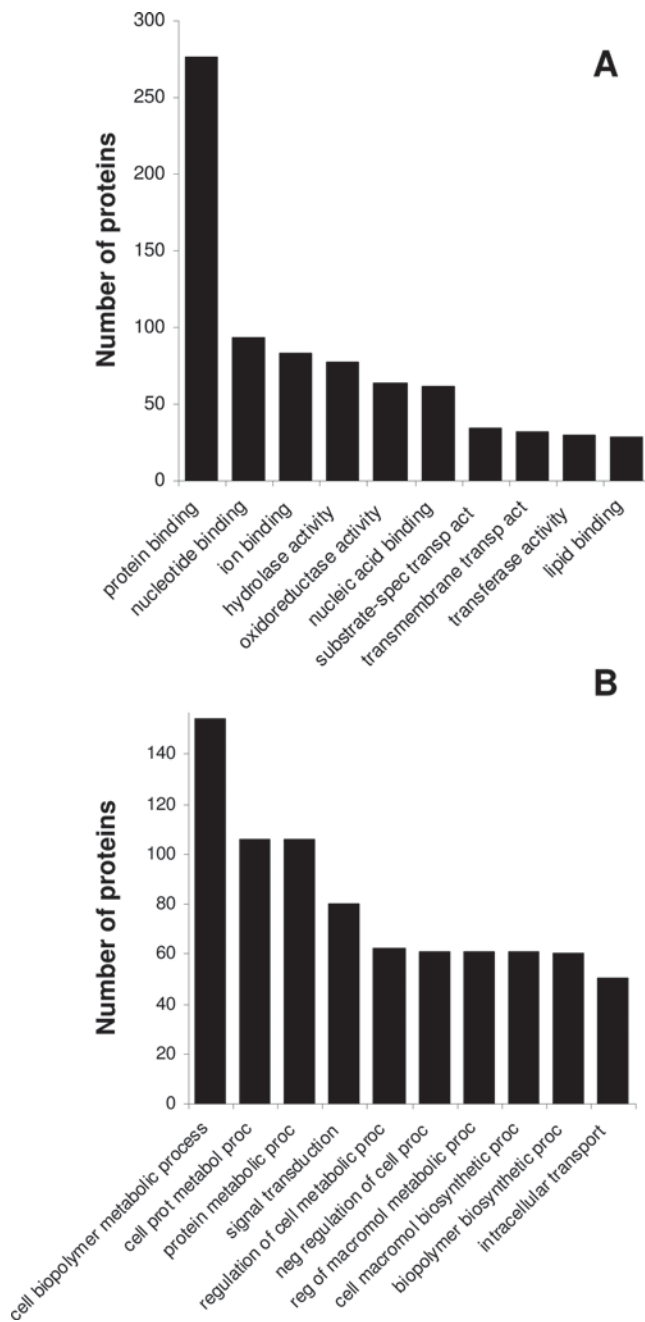 A
Number of proteins
300
250
200
150
100
50
0
protein binding
nucleotide binding
ion binding
hydrolase activity
oxidoreductase activity
nucleic acid binding
substrate-spec transp act
transmembrane transp act
transferase activity
lipid binding
B
Number of proteins
140
120
100
80
60
40
20
0
cell biopolymer metabolic process
cell prot metabol proc
protein metabolic proc
signal transduction
regulation of cell metabolic proc
neg regulation of cell proc
reg of macromol metabolic proc
cell macromol biosynthetic proc
biopolymer biosynthetic proc
intracellular transport